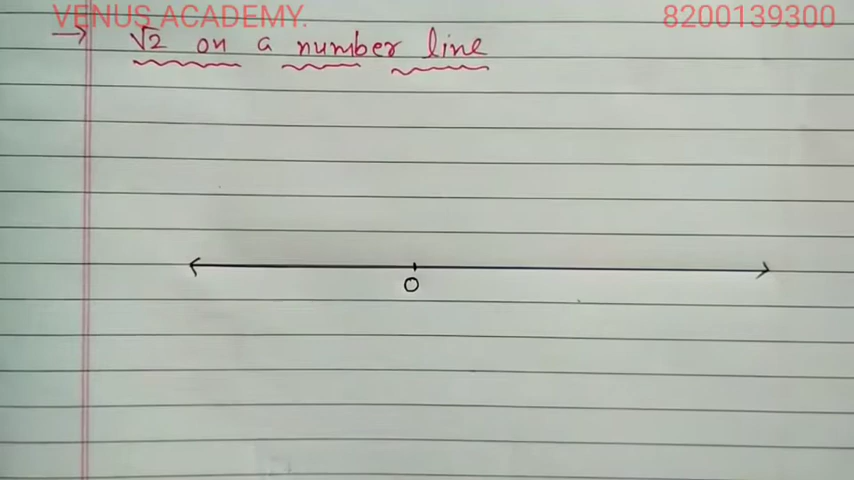 VENUS ACADEMY. 8200139300
→ √2 on a number line
0